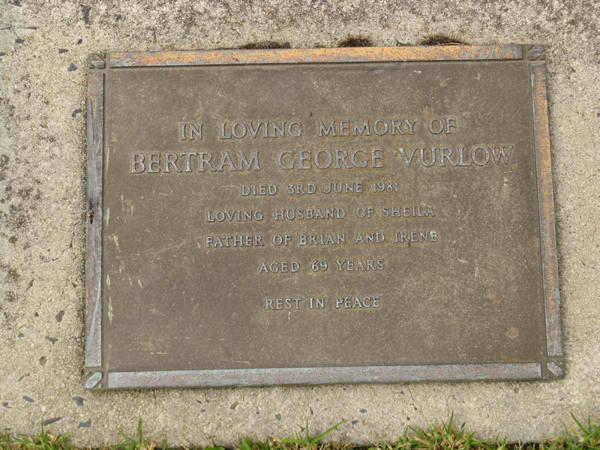 IN LOVING MEMORY OF
BERTRAM GEORGE VURLOW
DIED 3RD JUNE 1981
LOVING HUSBAND OF SHEILA
FATHER OF BRIAN AND IRENE
AGED 69 YEARS
REST IN PEACE